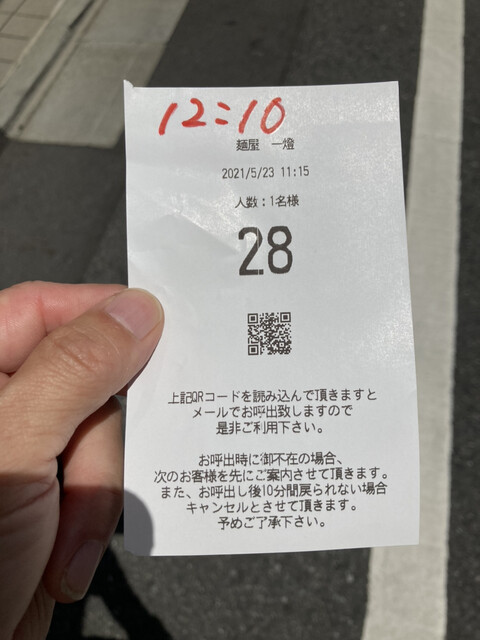 12:10
麺屋 一燈
2021/5/23 11:15
人数：1名様
28
上記QRコードを読み込んで頂きますと
メールでお呼出致しますので
是非ご利用下さい。
お呼出時に御不在の場合、
次のお客様を先にご案内させて頂きます。
また、お呼出し後10分間戻られない場合
キャンセルとさせて頂きます。
予めご了承下さい。